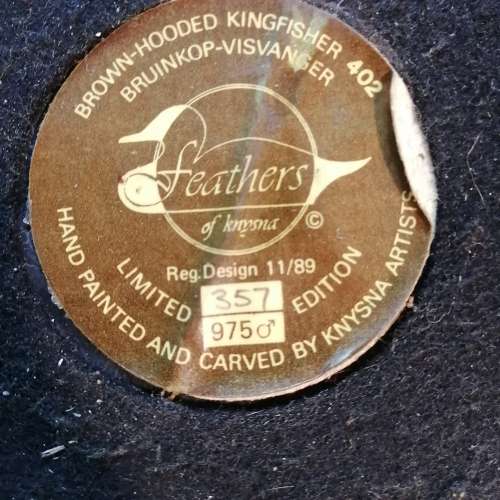 BROWN-HOODED KINGFISHER 402
BRUINKOP-VISVANGER
Feathers
of knysna ©
Reg. Design 11/89
LIMITED EDITION
357
975♂
HAND PAINTED AND CARVED BY KNYSNA ARTISTS